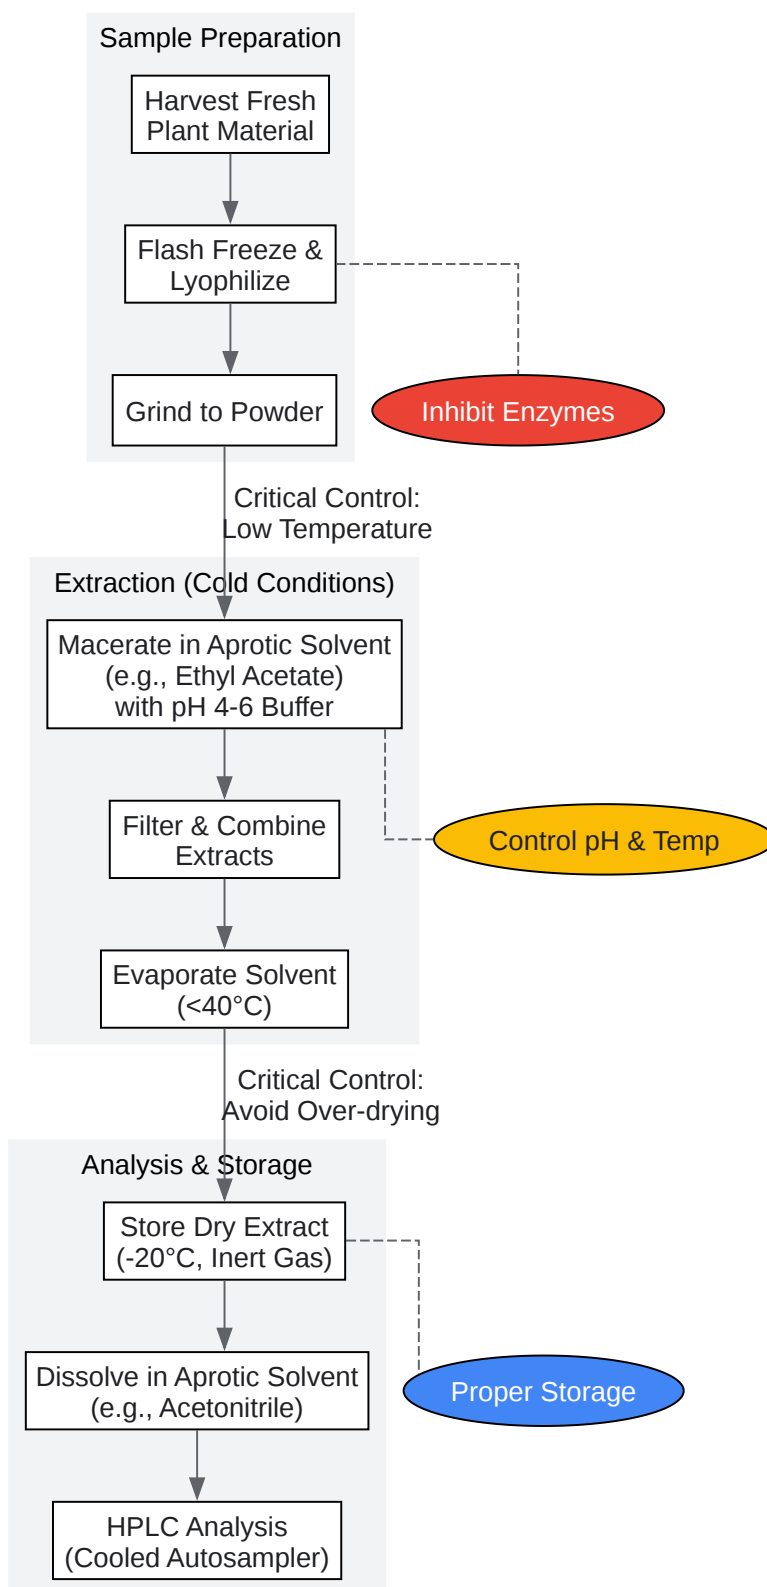 Sample Preparation
Harvest Fresh
Plant Material
Flash Freeze &
Lyophilize
Grind to Powder
Inhibit Enzymes
Critical Control:
Low Temperature
Extraction (Cold Conditions)
Macerate in Aprotic Solvent
(e.g., Ethyl Acetate)
with pH 4-6 Buffer
Filter & Combine
Extracts
Control pH & Temp
Evaporate Solvent
(<40°C)
Critical Control:
Avoid Over-drying
Analysis & Storage
Store Dry Extract
(-20°C, Inert Gas)
Dissolve in Aprotic Solvent
(e.g., Acetonitrile)
Proper Storage
HPLC Analysis
(Cooled Autosampler)